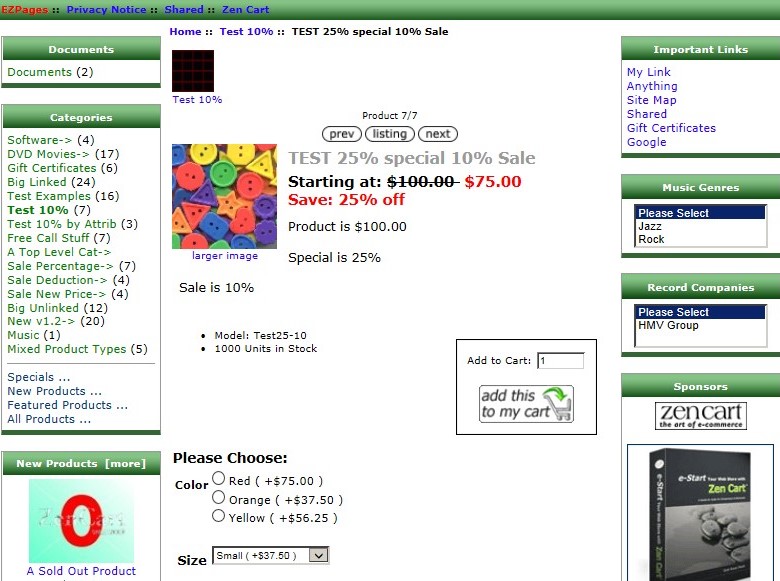 EZPages :: Privacy Notice :: Shared :: Zen Cart
Home :: Test 10% :: TEST 25% special 10% Sale
Documents
Documents (2)
Categories
Software-> (4)
DVD Movies-> (17)
Gift Certificates (6)
Big Linked (24)
Test Examples (16)
Test 10% (7)
Test 10% by Attrib (3)
Free Call Stuff (7)
A Top Level Cat->
Sale Percentage-> (7)
Sale Deduction-> (4)
Sale New Price-> (4)
Big Unlinked (12)
New v1.2-> (20)
Music (1)
Mixed Product Types (5)
Specials ...
New Products ...
Featured Products ...
All Products ...
New Products [more]
A Sold Out Product
Test 10%
Product 7/7
prev listing next
TEST 25% special 10% Sale
Starting at: $100.00 $75.00
Save: 25% off
Product is $100.00
Special is 25%
larger image
Sale is 10%
Model: Test25-10
1000 Units in Stock
Add to Cart: 1
add this
to my cart
Please Choose:
Color
Red ( +$75.00 )
Orange ( +$37.50 )
Yellow ( +$56.25 )
Size Small ( +$37.50 )
Important Links
My Link
Anything
Site Map
Shared
Gift Certificates
Google
Music Genres
Please Select
Jazz
Rock
Record Companies
Please Select
HMV Group
Sponsors
zencart
the art of e-commerce
e-Start Your Web Store with
Zen Cart
e-Start Your Web Store with
Zen Cart